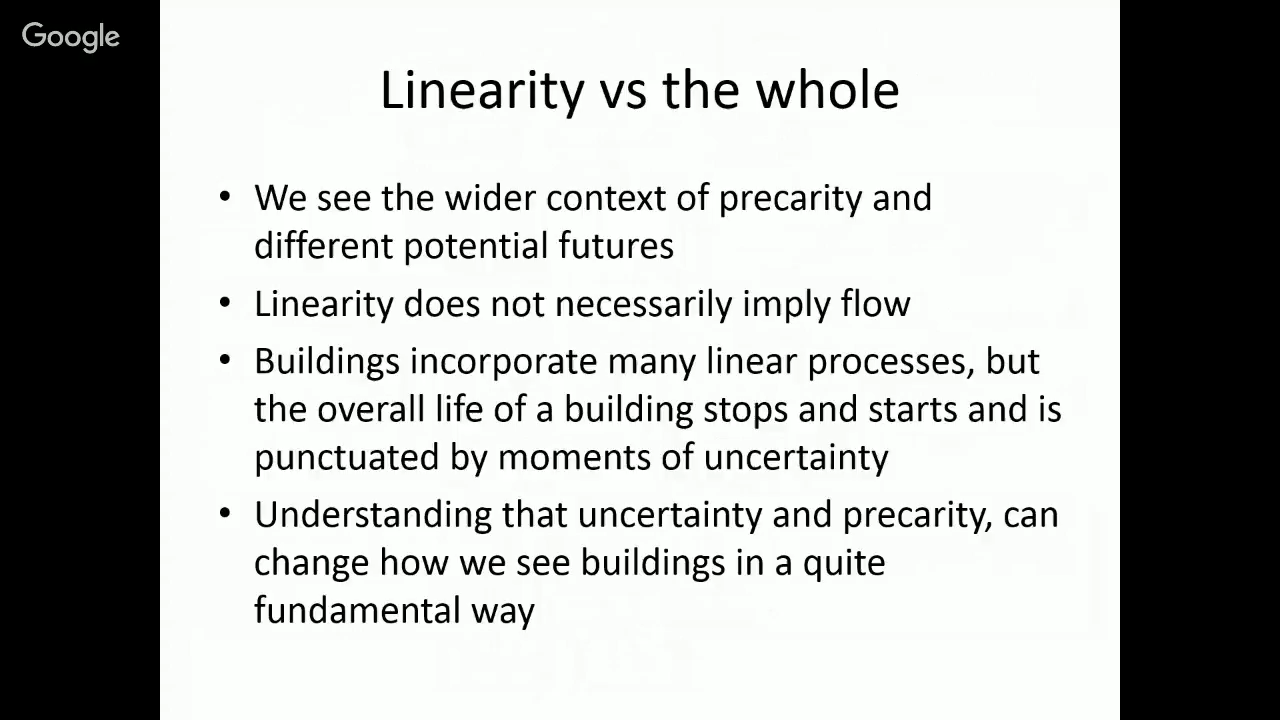 Google
Linearity vs the whole
• We see the wider context of precarity and
different potential futures
• Linearity does not necessarily imply flow
• Buildings incorporate many linear processes, but
the overall life of a building stops and starts and is
punctuated by moments of uncertainty
• Understanding that uncertainty and precarity, can
change how we see buildings in a quite
fundamental way